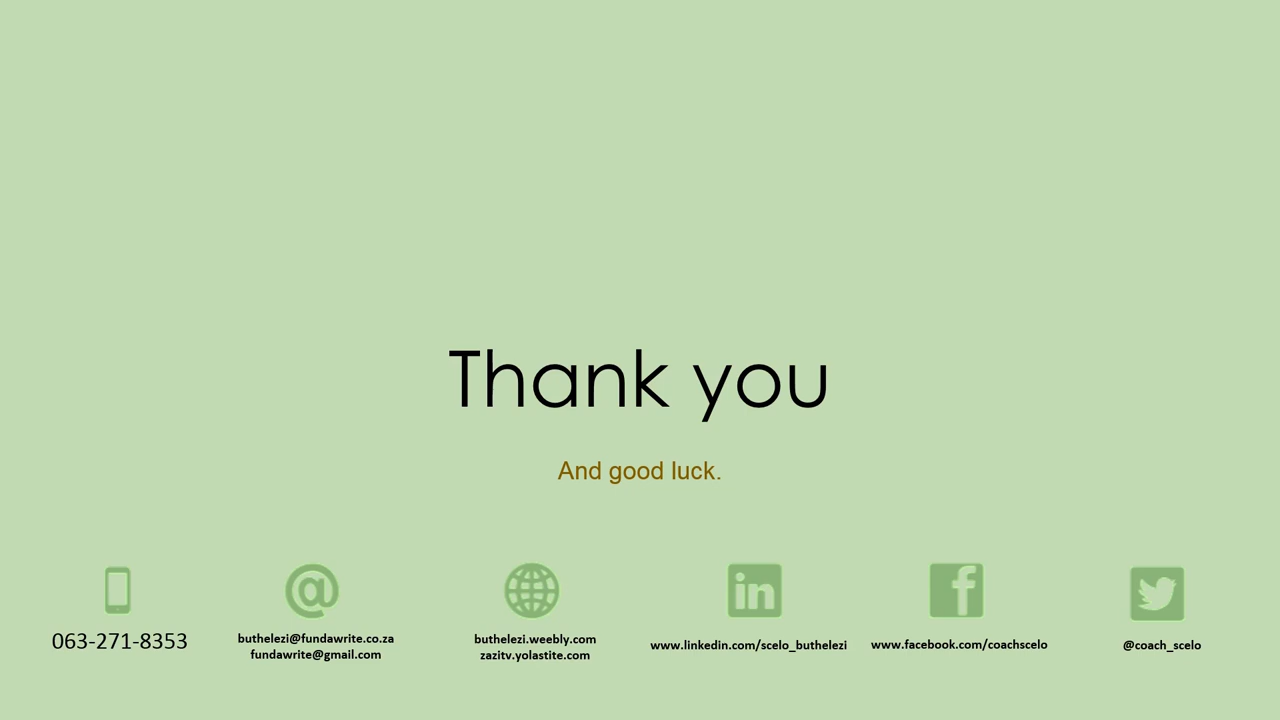 Thank you
And good luck.
063-271-8353
buthelezi@fundawrite.co.za
fundawrite@gmail.com
buthelezi.weebly.com
zazitv.yolastite.com
www.linkedin.com/scelo_buthelezi
www.facebook.com/coachscelo
@coach_scelo